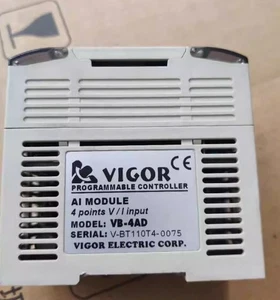 VIGOR CE
PROGRAMMABLE CONTROLLER
AI MODULE
4 points V / I input
MODEL: VB-4AD
SERIAL: V-BT110T4-0075
VIGOR ELECTRIC CORP.